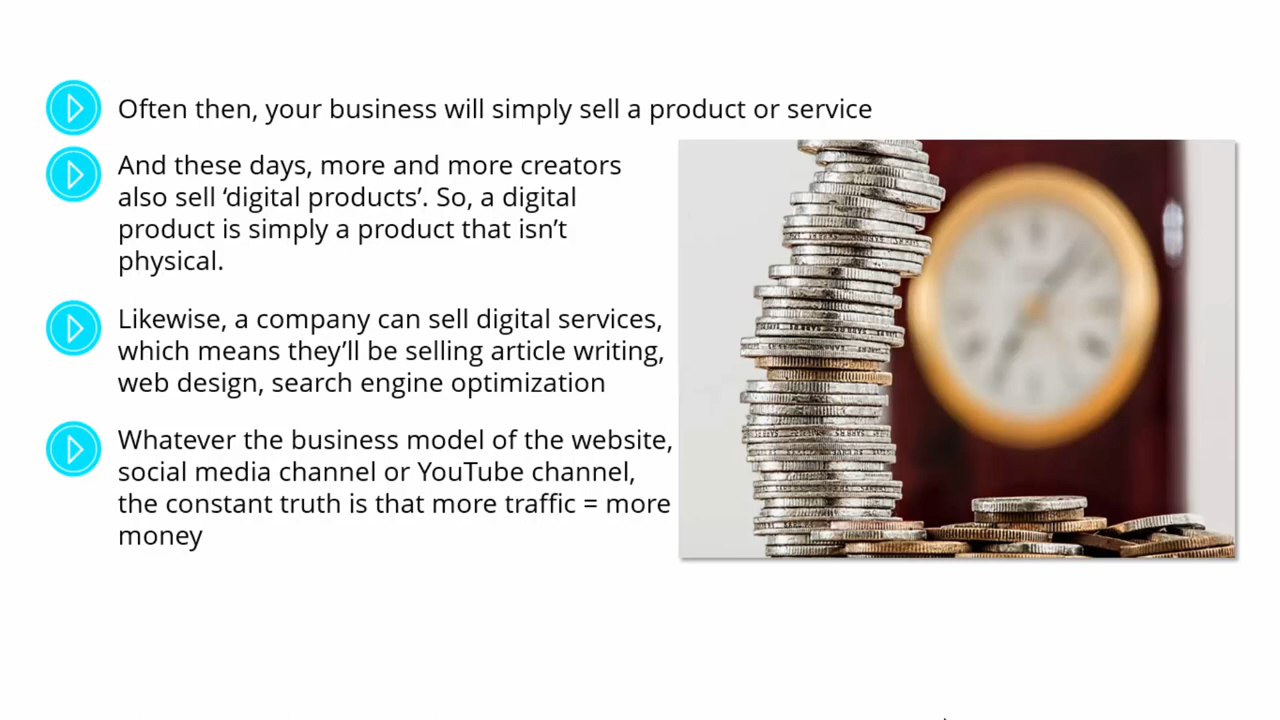 Often then, your business will simply sell a product or service
And these days, more and more creators
also sell ‘digital products’. So, a digital
product is simply a product that isn’t
physical.
Likewise, a company can sell digital services,
which means they’ll be selling article writing,
web design, search engine optimization
Whatever the business model of the website,
social media channel or YouTube channel,
the constant truth is that more traffic = more
money